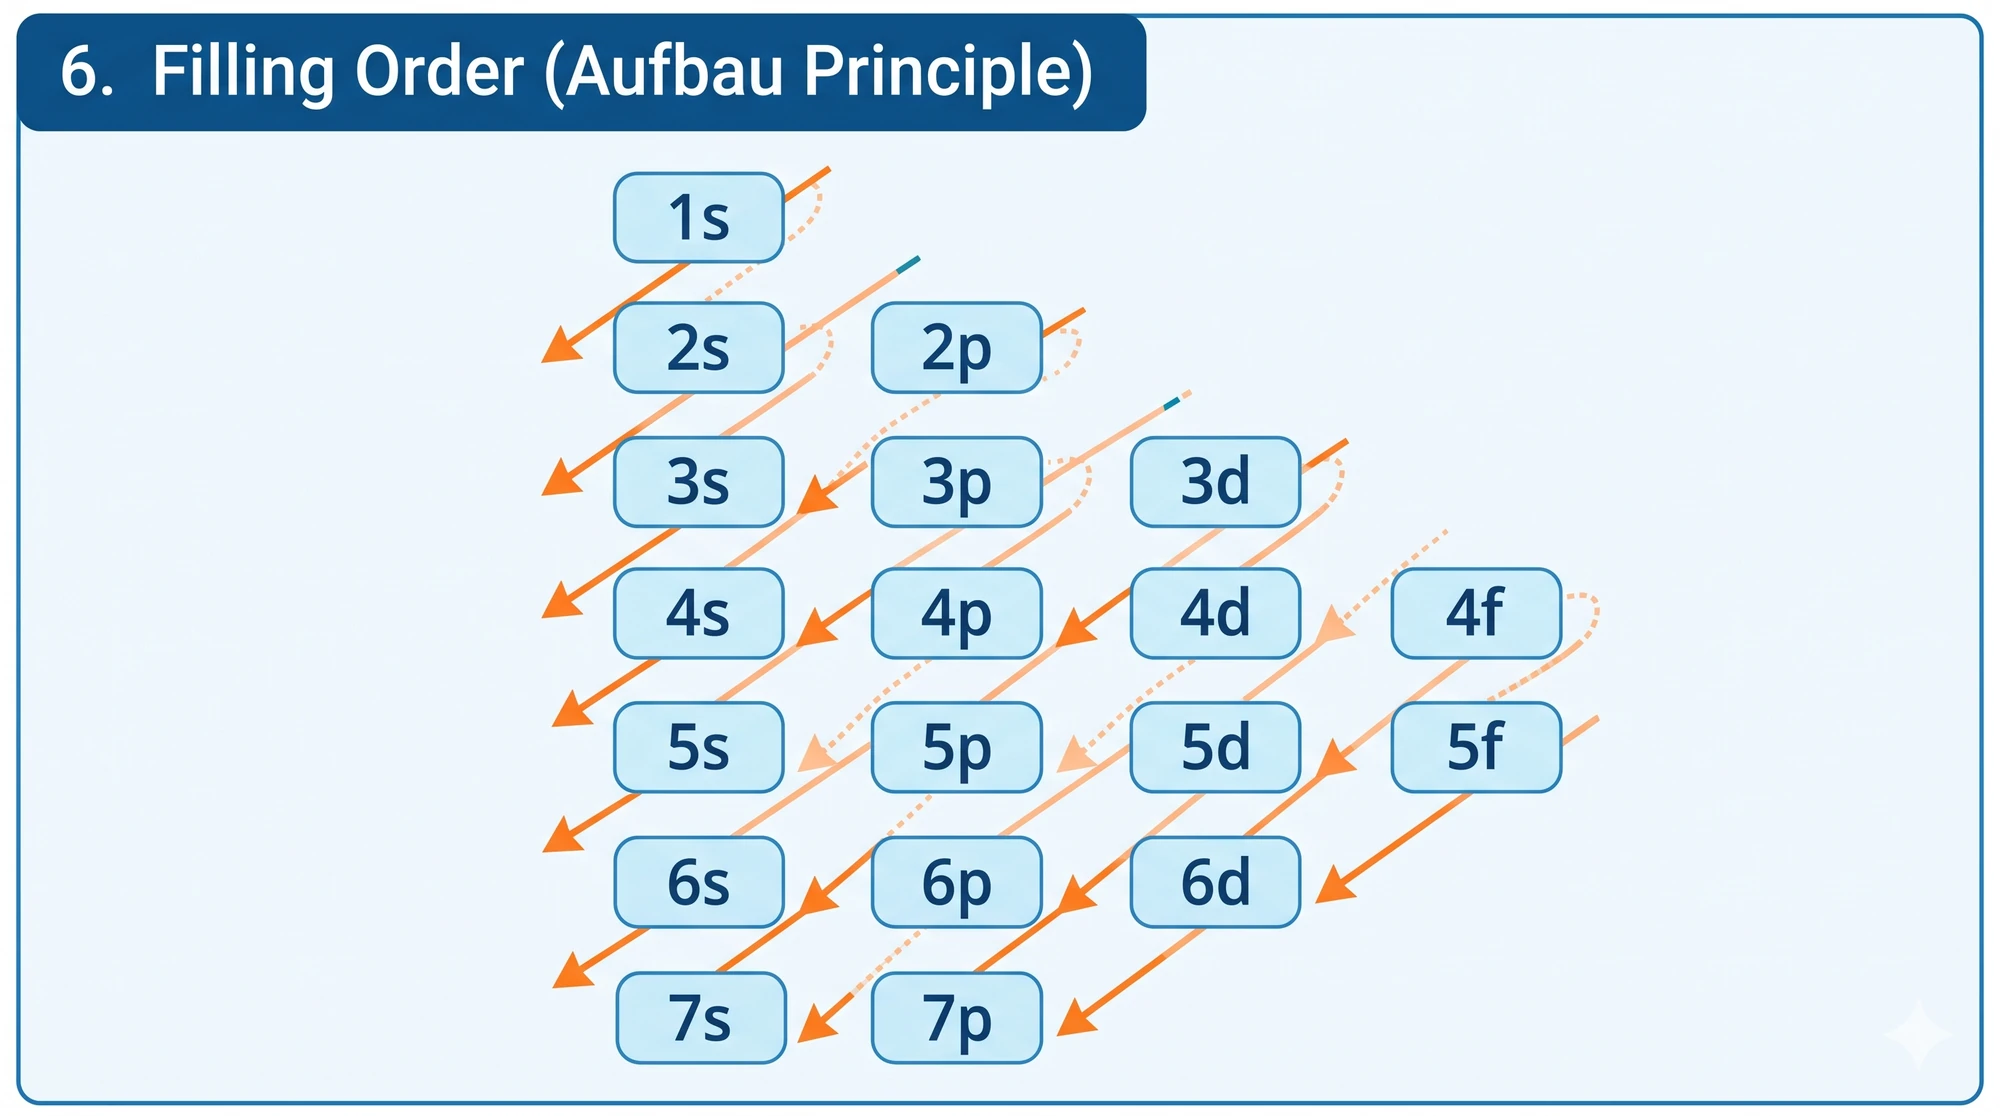 6. Filling Order (Aufbau Principle)
1s
2s 2p
3s 3p 3d
4s 4p 4d 4f
5s 5p 5d 5f
6s 6p 6d
7s 7p